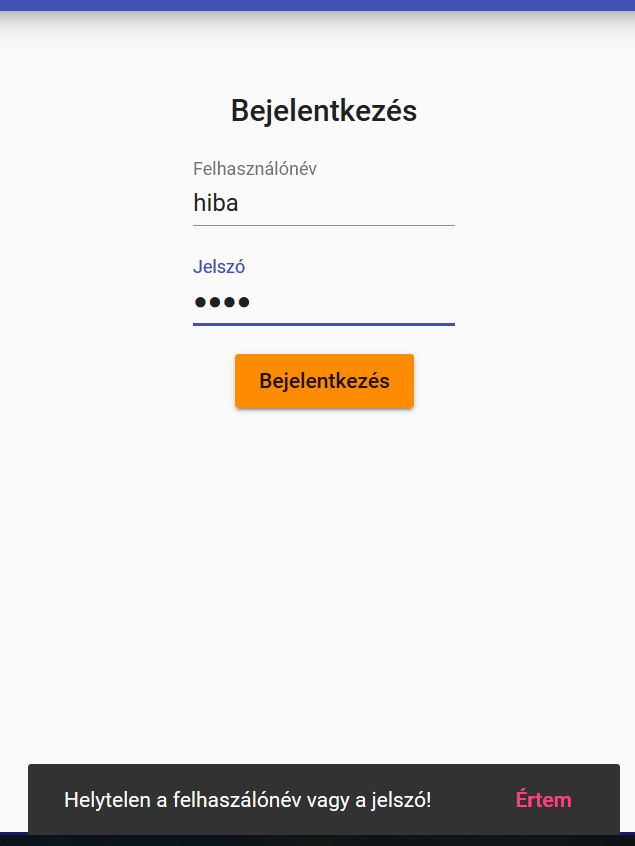 Bejelentkezés
Felhasználónév
hiba
Jelszó
••••
Bejelentkezés
Helytelen a felhaszálónév vagy a jelszó! Értem